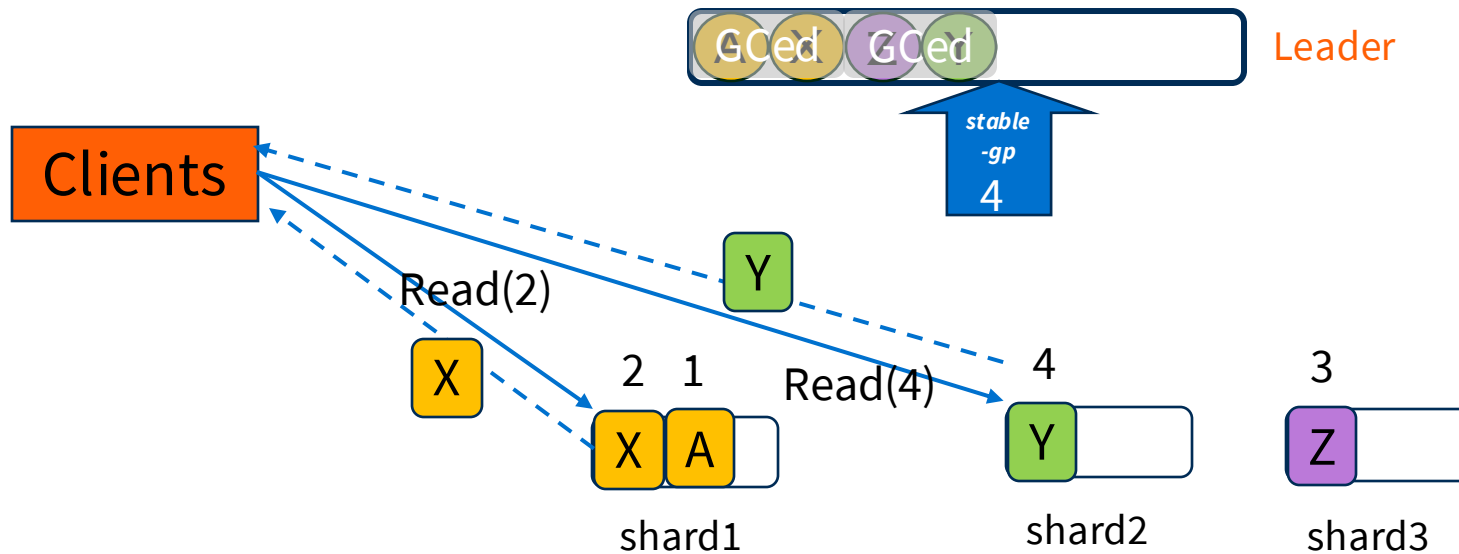 A X Z Y
GCed GCed
Leader
stable
-gp
4
Clients
Y
Read(2)
X
2 1
Read(4)
4
3
X A
Y
Z
shard1
shard2
shard3